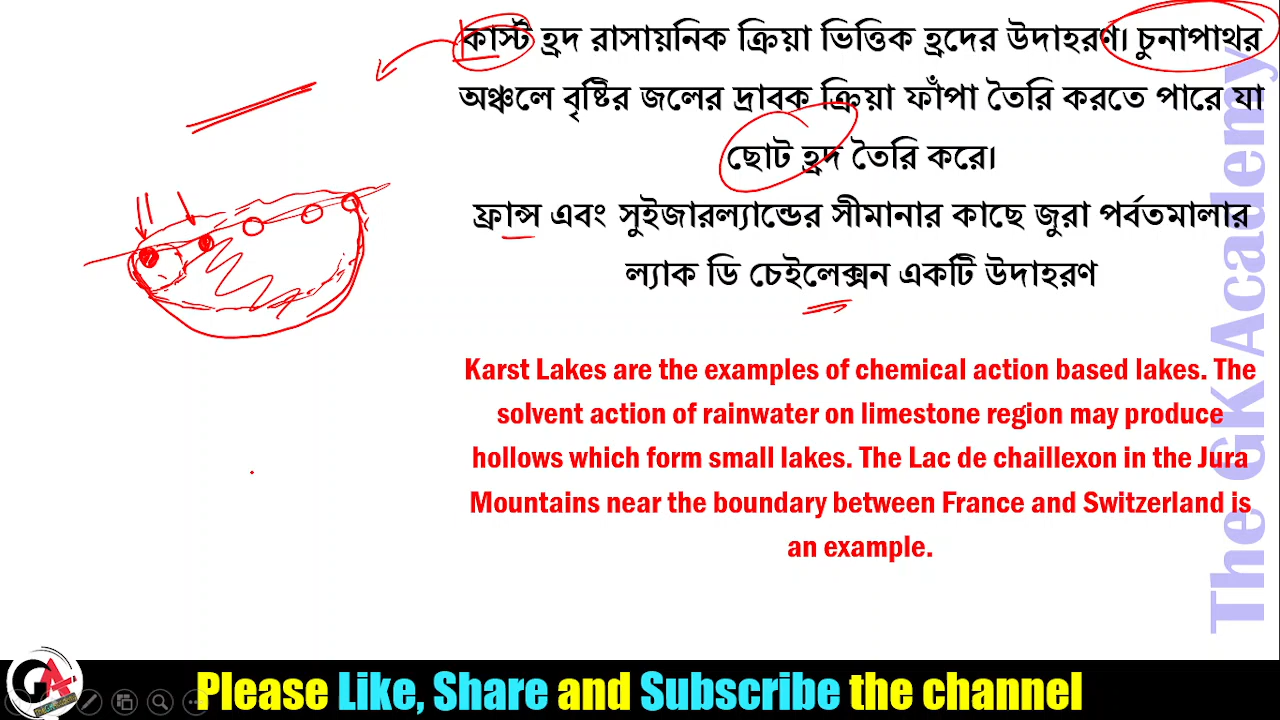 কার্স্ট হ্রদ রাসায়নিক ক্রিয়া ভিত্তিক হ্রদের উদাহরণ। চুনাপাথর
অঞ্চলে বৃষ্টির জলের দ্রাবক ক্রিয়া ফাঁপা তৈরি করতে পারে যা
ছোট হ্রদ তৈরি করে।
ফ্রান্স এবং সুইজারল্যান্ডের সীমানার কাছে জুরা পর্বতমালার
ল্যাক ডি চেইলেক্সন একটি উদাহরণ
Karst Lakes are the examples of chemical action based lakes. The
solvent action of rainwater on limestone region may produce
hollows which form small lakes. The Lac de chaillexon in the Jura
Mountains near the boundary between France and Switzerland is
an example.
The GK Academy
GA
Please Like, Share and Subscribe the channel